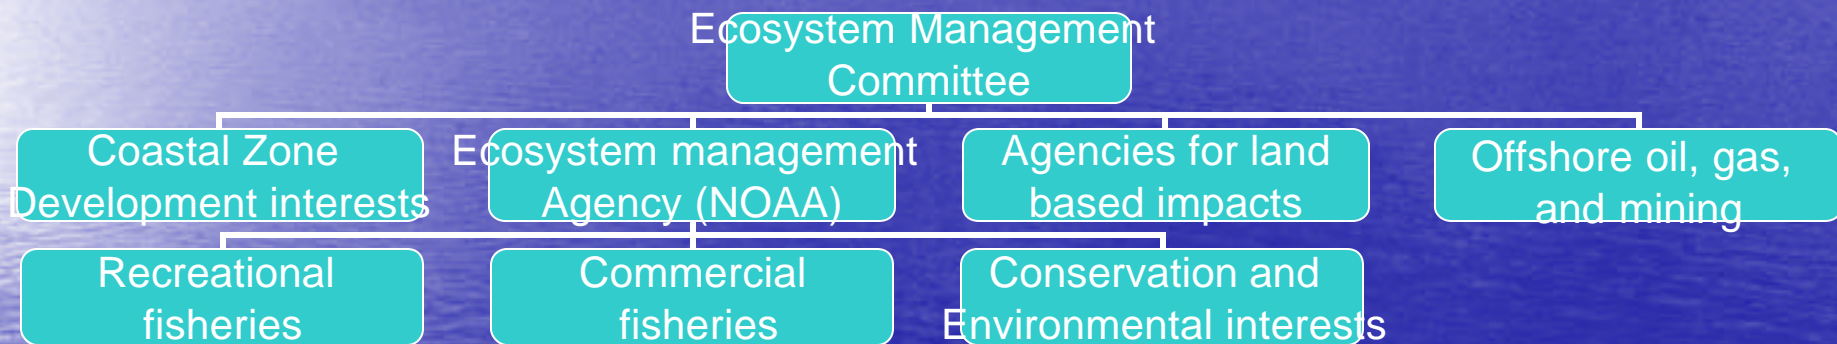 Ecosystem Management
Committee
Coastal Zone
Development interests
Ecosystem management
Agency (NOAA)
Agencies for land
based impacts
Offshore oil, gas,
and mining
Recreational
fisheries
Commercial
fisheries
Conservation and
Environmental interests